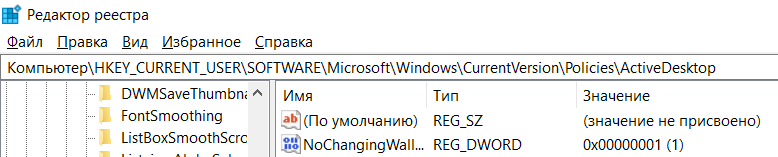 Редактор реестра
Файл Правка Вид Избранное Справка
Компьютер\HKEY_CURRENT_USER\SOFTWARE\Microsoft\Windows\CurrentVersion\Policies\ActiveDesktop
DWMSaveThumbna
FontSmoothing
ListBoxSmoothScro
Имя Тип Значение
(По умолчанию) REG_SZ (значение не присвоено)
NoChangingWall... REG_DWORD 0x00000001 (1)